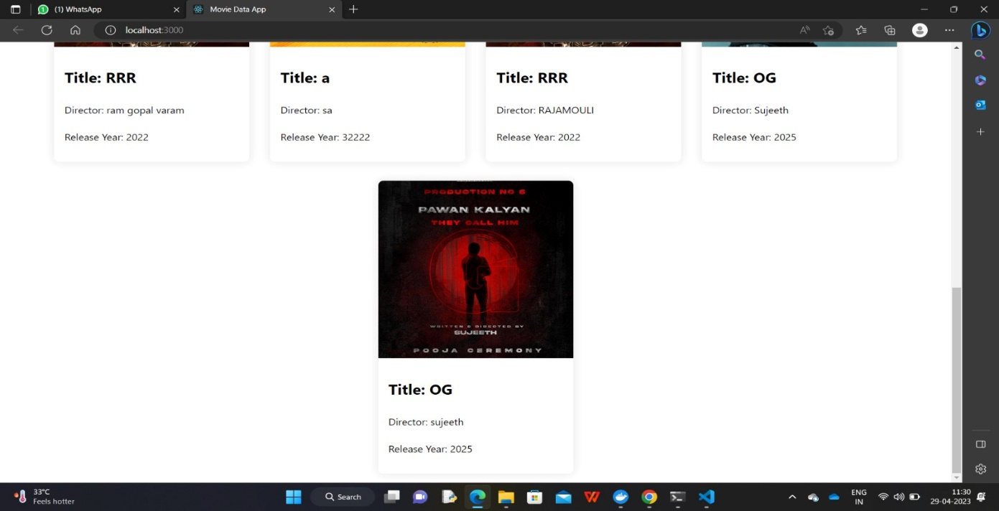 (1) WhatsApp
Movie Data App
localhost:3000
Title: RRR
Director: ram gopal varam
Release Year: 2022
Title: a
Director: sa
Release Year: 32222
Title: RRR
Director: RAJAMOULI
Release Year: 2022
Title: OG
Director: Sujeeth
Release Year: 2025
PRODUCTION NO 6
PAWAN KALYAN
THEY CALL HIM
OG
WRITTEN & DIRECTED BY
SUJEETH
POOJA CEREMONY
Title: OG
Director: sujeeth
Release Year: 2025
33°C
Feels hotter
Search
ENG
IN
11:30
29-04-2023